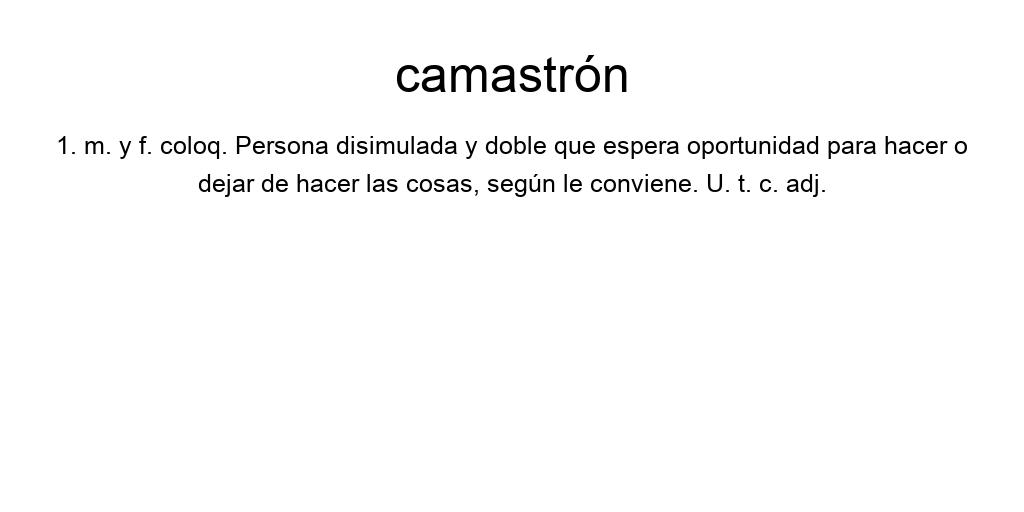 camastrón
1. m. y f. coloq. Persona disimulada y doble que espera oportunidad para hacer o
dejar de hacer las cosas, según le conviene. U. t. c. adj.